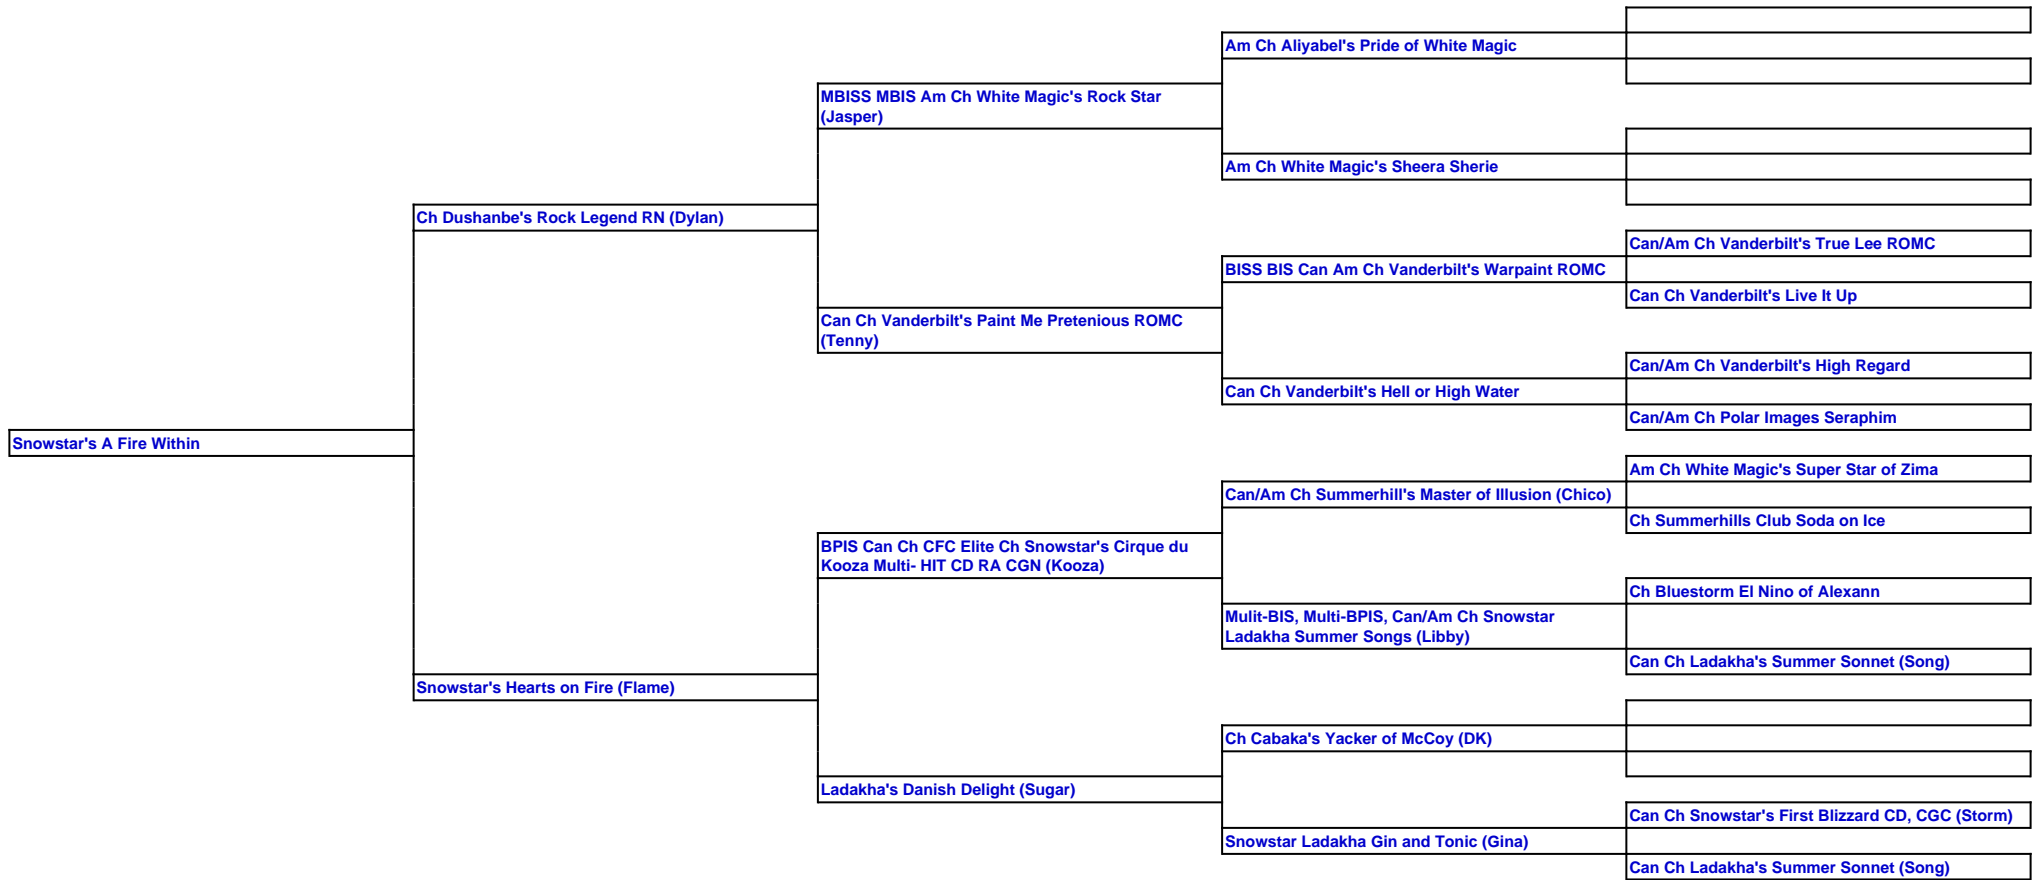 Am Ch Aliyabel's Pride of White Magic
MBISS MBIS Am Ch White Magic's Rock Star
(Jasper)
Am Ch White Magic's Sheera Sherie
Ch Dushanbe's Rock Legend RN (Dylan)
Can/Am Ch Vanderbilt's True Lee ROMC
BISS BIS Can Am Ch Vanderbilt's Warpaint ROMC
Can Ch Vanderbilt's Live It Up
Can Ch Vanderbilt's Paint Me Pretenious ROMC
(Tenny)
Can/Am Ch Vanderbilt's High Regard
Can Ch Vanderbilt's Hell or High Water
Can/Am Ch Polar Images Seraphim
Snowstar's A Fire Within
Am Ch White Magic's Super Star of Zima
Can/Am Ch Summerhill's Master of Illusion (Chico)
Ch Summerhills Club Soda on Ice
BPIS Can Ch CFC Elite Ch Snowstar's Cirque du
Kooza Multi- HIT CD RA CGN (Kooza)
Ch Bluestorm El Nino of Alexann
Mulit-BIS, Multi-BPIS, Can/Am Ch Snowstar
Ladakha Summer Songs (Libby)
Can Ch Ladakha's Summer Sonnet (Song)
Snowstar's Hearts on Fire (Flame)
Ch Cabaka's Yacker of McCoy (DK)
Ladakha's Danish Delight (Sugar)
Can Ch Snowstar's First Blizzard CD, CGC (Storm)
Snowstar Ladakha Gin and Tonic (Gina)
Can Ch Ladakha's Summer Sonnet (Song)